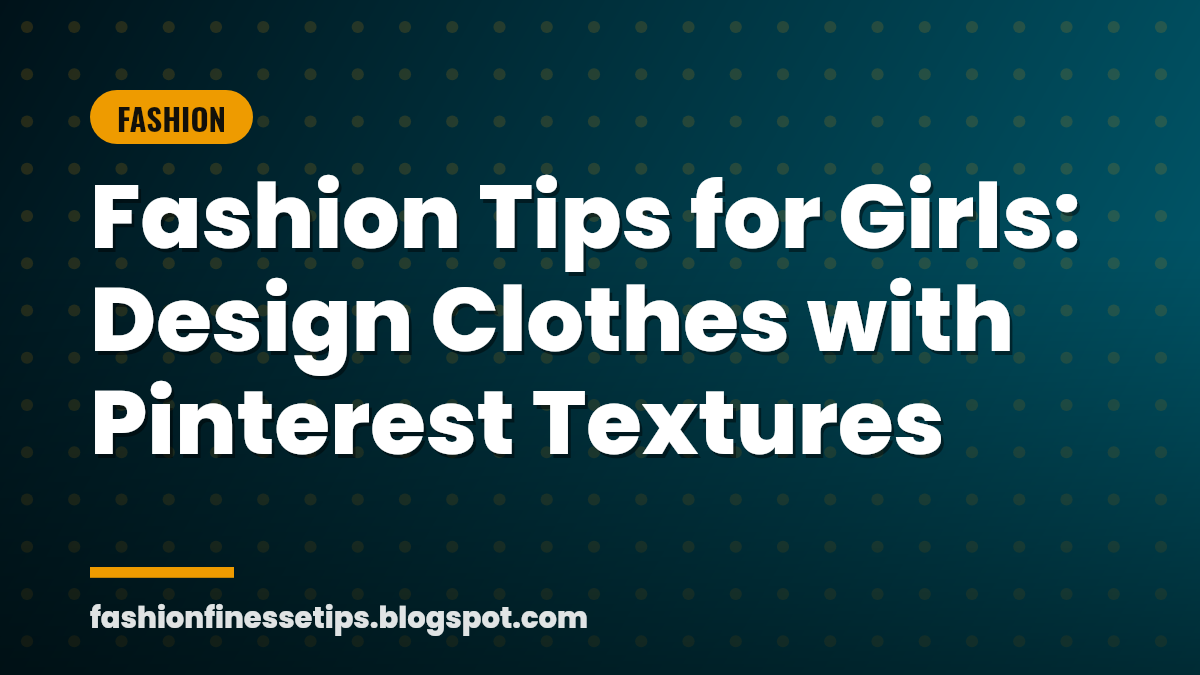 FASHION
Fashion Tips for Girls:
Design Clothes with
Pinterest Textures
fashionfinessetips.blogspot.com